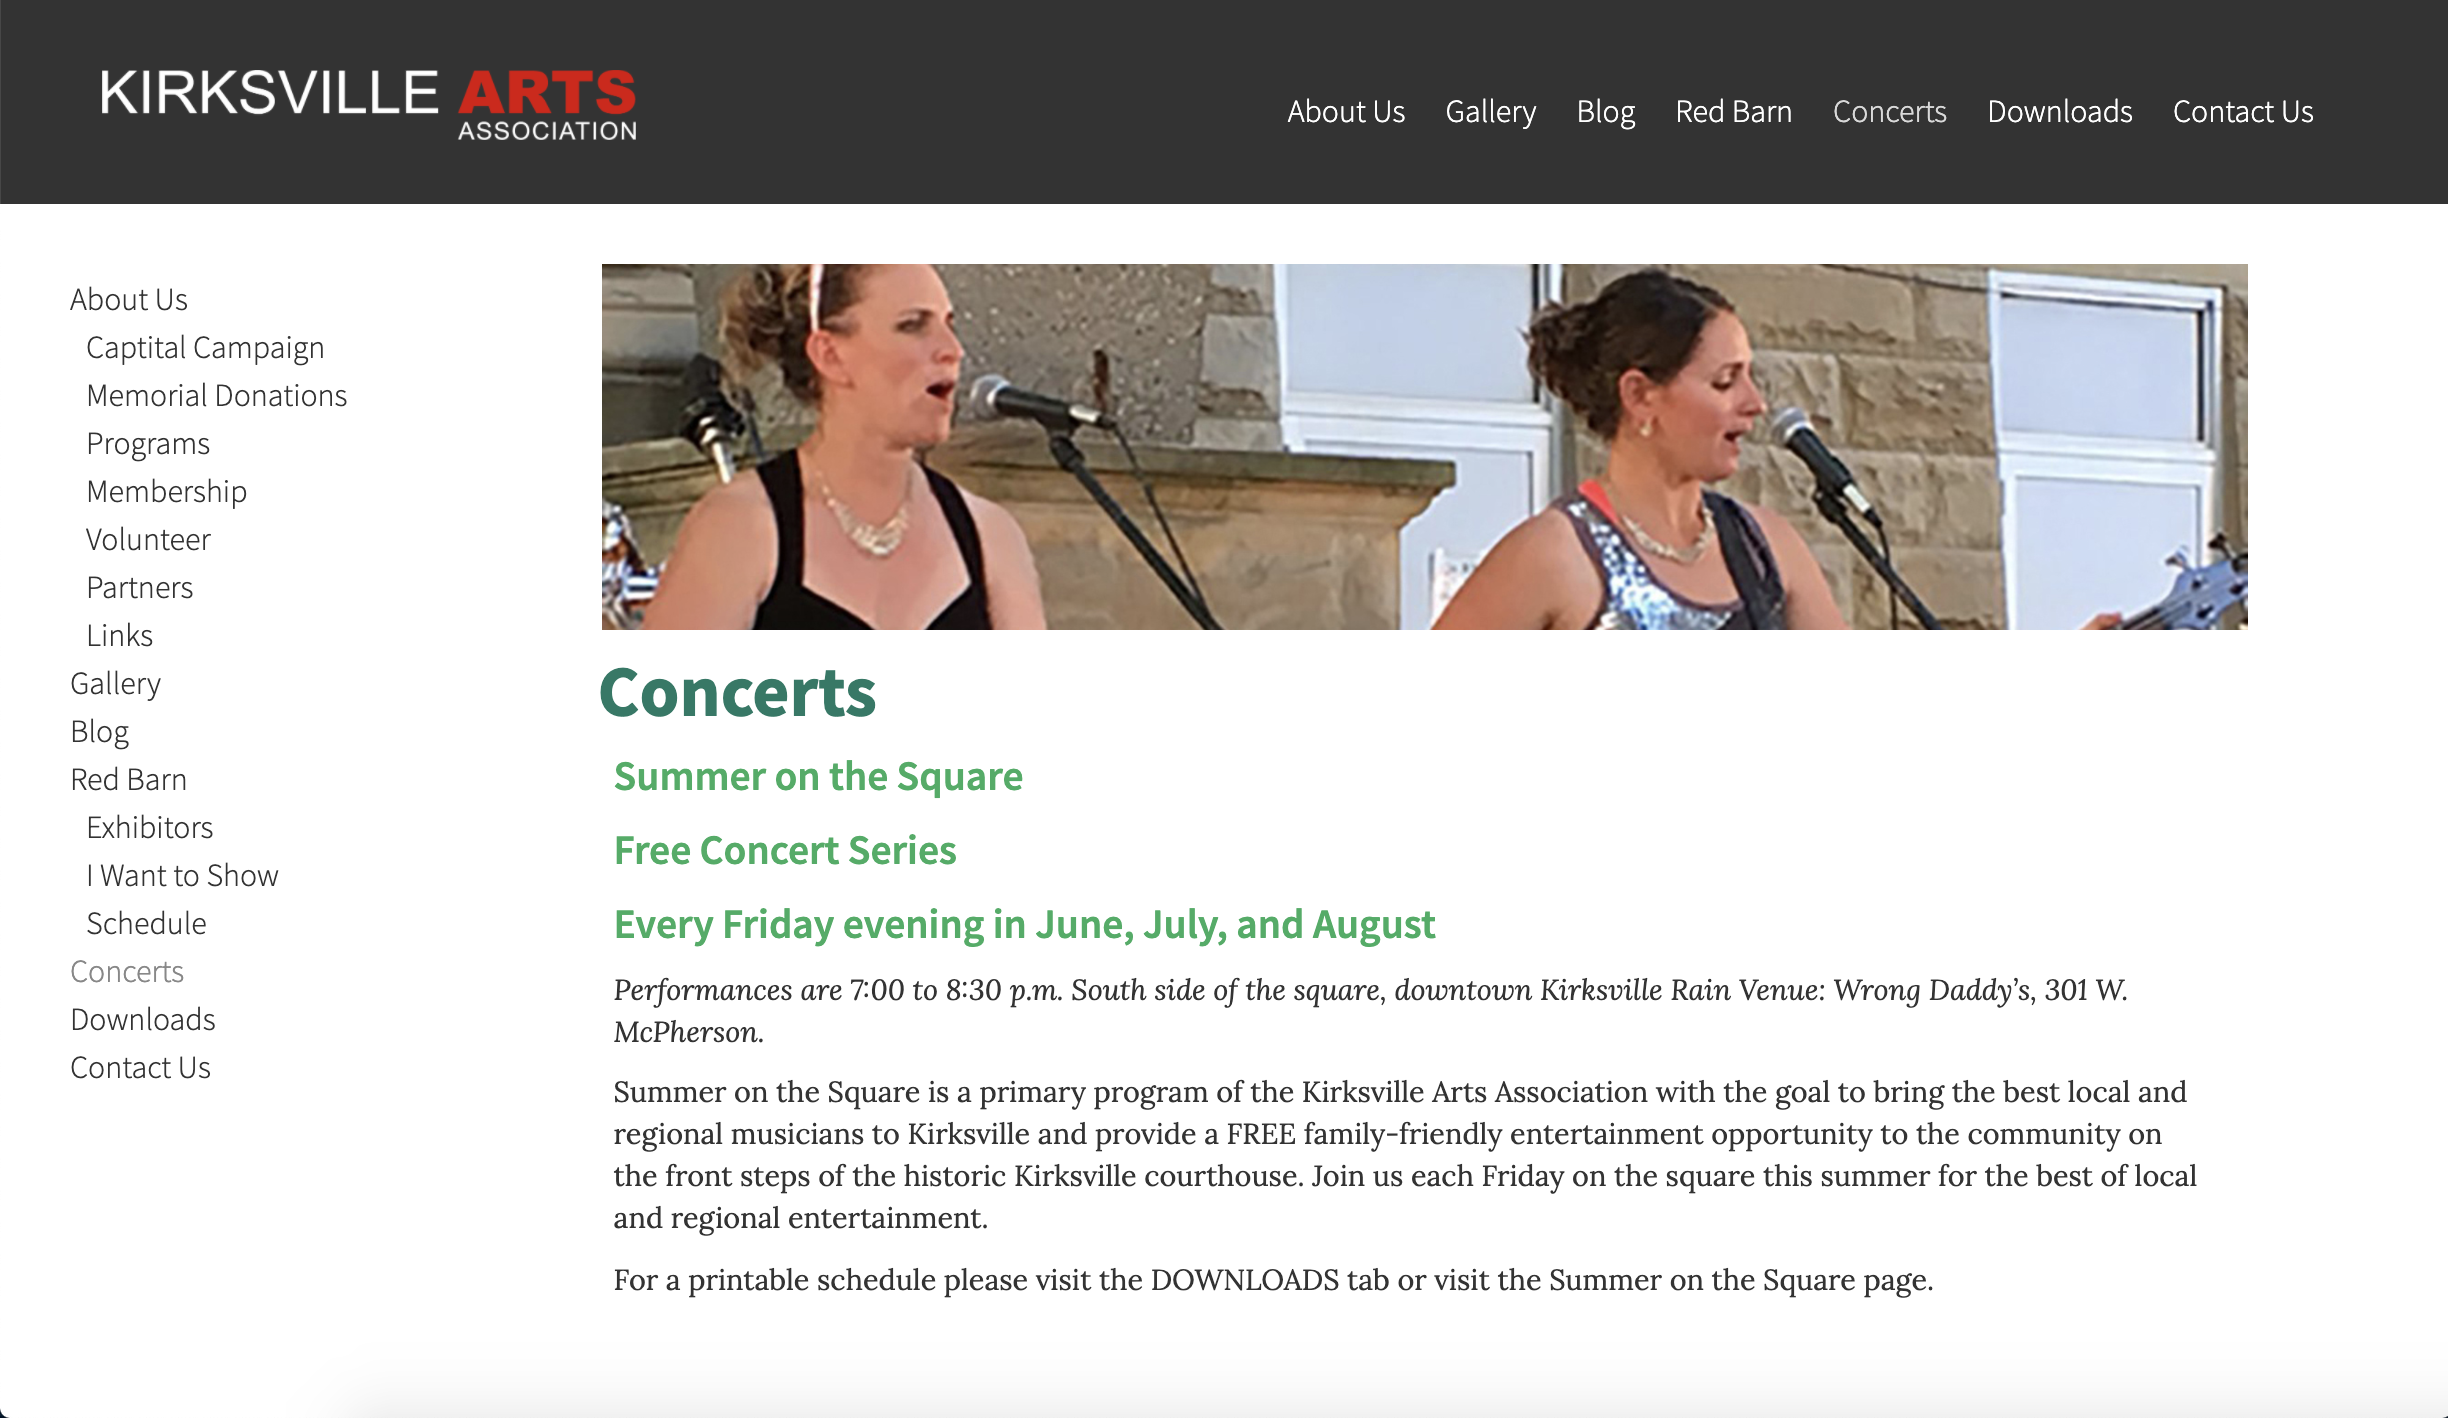 KIRKSVILLE ARTS
ASSOCIATION
About Us Gallery Blog Red Barn Concerts Downloads Contact Us
About Us
Captital Campaign
Memorial Donations
Programs
Membership
Volunteer
Partners
Links
Gallery
Blog
Red Barn
Exhibitors
I Want to Show
Schedule
Concerts
Downloads
Contact Us
Concerts
Summer on the Square
Free Concert Series
Every Friday evening in June, July, and August
Performances are 7:00 to 8:30 p.m. South side of the square, downtown Kirksville Rain Venue: Wrong Daddy’s, 301 W.
McPherson.
Summer on the Square is a primary program of the Kirksville Arts Association with the goal to bring the best local and
regional musicians to Kirksville and provide a FREE family-friendly entertainment opportunity to the community on
the front steps of the historic Kirksville courthouse. Join us each Friday on the square this summer for the best of local
and regional entertainment.
For a printable schedule please visit the DOWNLOADS tab or visit the Summer on the Square page.